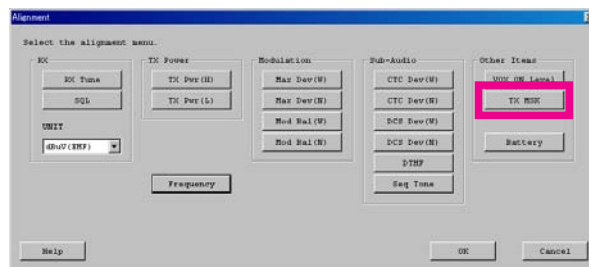 Alignment
Select the alignment menu.
RX
RX Tune
SQL
UNIT
dBuV(EMF)
TX Power
TX Pwr(H)
TX Pwr(L)
Modulation
Max Dev(W)
Max Dev(N)
Mod Bal(W)
Mod Bal(N)
Sub-Audio
CTC Dev(W)
CTC Dev(N)
DCS Dev(W)
DCS Dev(N)
DTMF
Seq Tone
Other Items
VOX ON Level
TX MSK
Battery
Frequency
Help
OK
Cancel